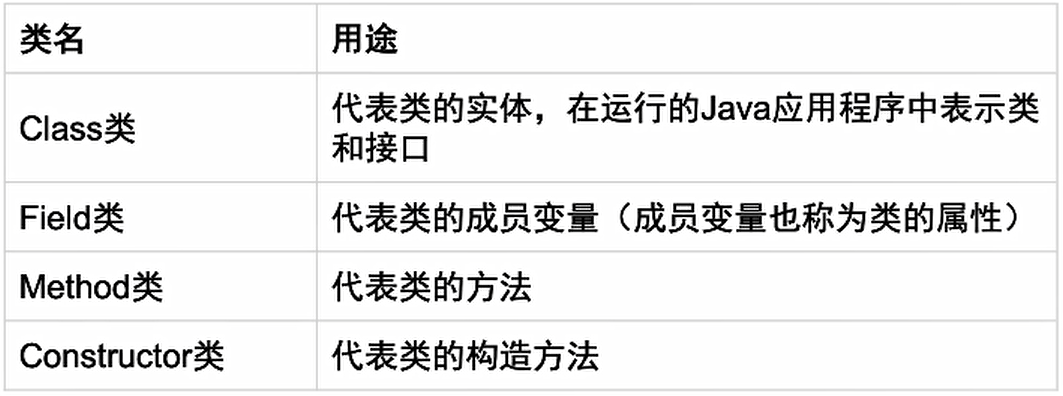 类名 用途
Class类 代表类的实体，在运行的Java应用程序中表示类
和接口
Field类 代表类的成员变量（成员变量也称为类的属性）
Method类 代表类的方法
Constructor类 代表类的构造方法